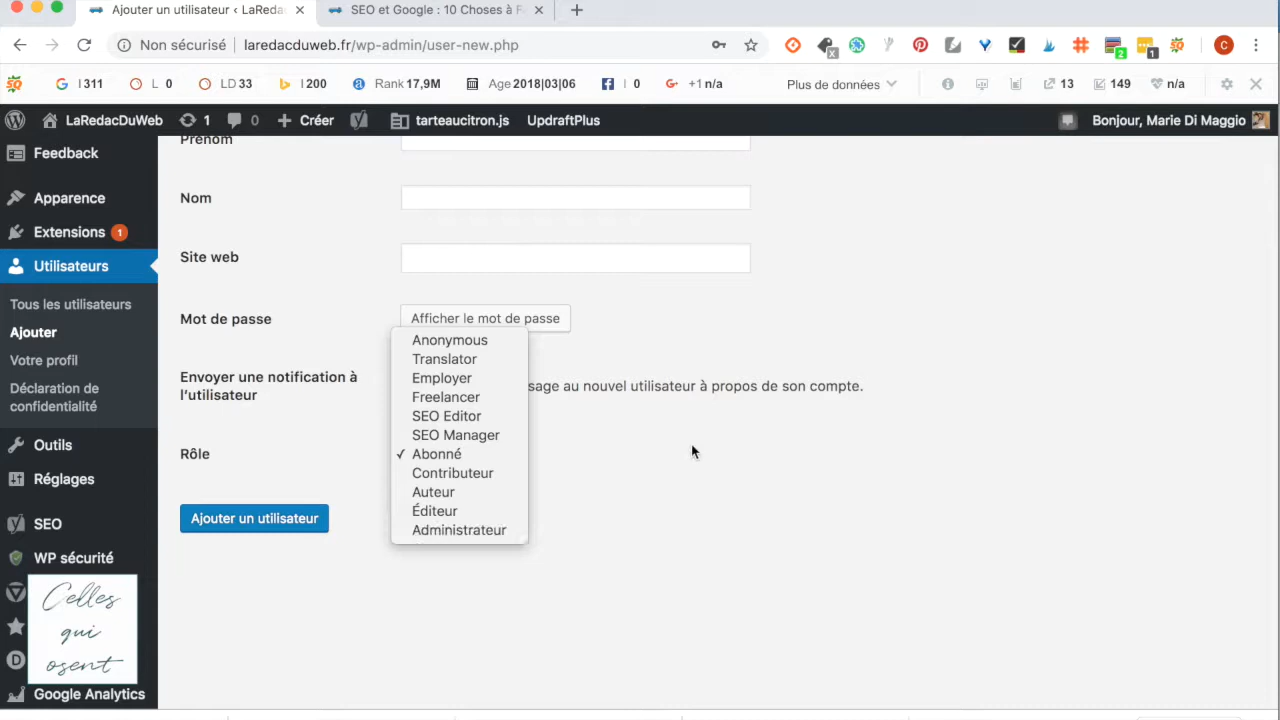 Ajouter un utilisateur ‹ LaRedac
SEO et Google : 10 Choses à F
Non sécurisé
laredacduweb.fr/wp-admin/user-new.php
x
2
1
C
SQ
G I 311
L 0
LD 33
I 200
a Rank 17,9M
Age 2018|03|06
I 0
G+ +1 n/a
Plus de données
13
149
n/a
LaRedacDuWeb
1
0
Créer
tarteaucitron.js
UpdraftPlus
Bonjour, Marie Di Maggio
Feedback
Apparence
Extensions 1
Utilisateurs
Tous les utilisateurs
Ajouter
Votre profil
Déclaration de
confidentialité
Outils
Réglages
SEO
WP sécurité
Celles
qui
osent
Google Analytics
Prénom
Nom
Site web
Mot de passe
Afficher le mot de passe
Envoyer une notification à
l'utilisateur
sage au nouvel utilisateur à propos de son compte.
Rôle
Anonymous
Translator
Employer
Freelancer
SEO Editor
SEO Manager
✓ Abonné
Contributeur
Auteur
Éditeur
Administrateur
Ajouter un utilisateur